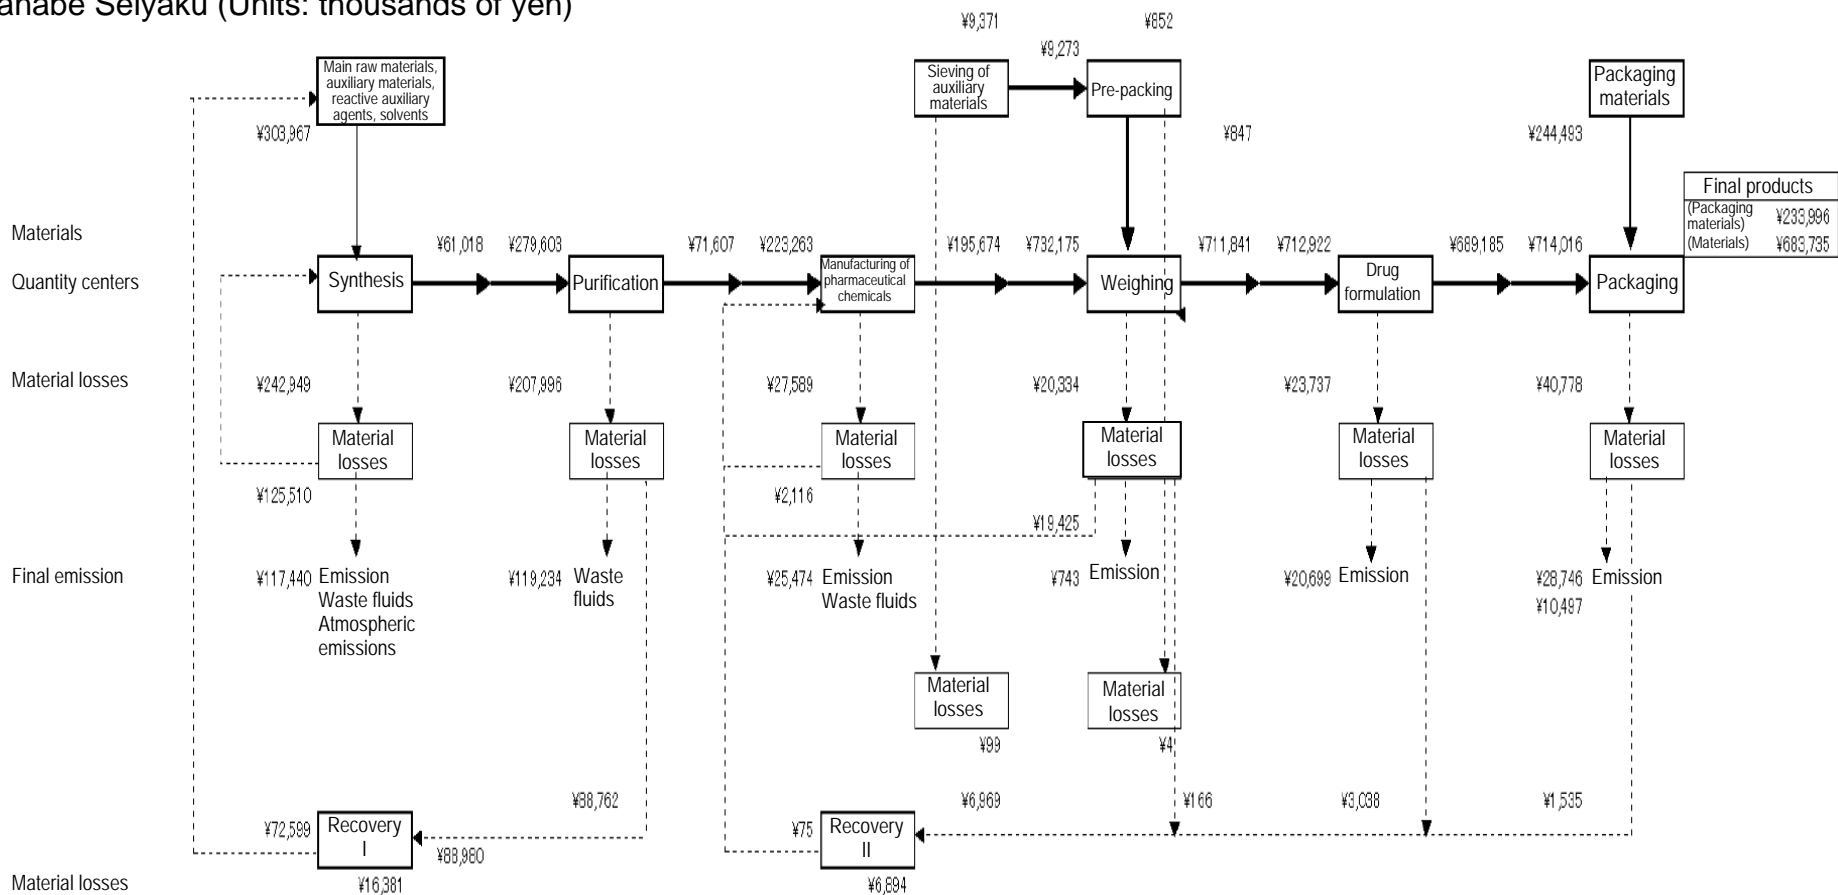 anabe Seiyaku (Units: thousands of yen)
¥9,371
¥852
¥9,273
Main raw materials,
auxiliary materials,
reactive auxiliary
agents, solvents
Sieving of
auxiliary
materials
Pre-packing
Packaging
materials
¥303,967
¥847
¥244,493
Final products
(Packaging
materials)
¥233,996
(Materials)
¥683,735
Materials
¥61,018
¥279,603
¥71,607
¥223,263
¥195,674
¥732,175
¥711,841
¥712,922
¥689,185
¥714,016
Quantity centers
Synthesis
Purification
Manufacturing of
pharmaceutical
chemicals
Weighing
Drug
formulation
Packaging
Material losses
¥242,949
¥207,996
¥27,589
¥20,334
¥23,737
¥40,778
Material
losses
Material
losses
Material
losses
Material
losses
Material
losses
Material
losses
¥125,510
¥2,116
¥19,425
Final emission
¥117,440
Emission
Waste fluids
Atmospheric
emissions
¥119,234
Waste
fluids
¥25,474
Emission
Waste fluids
¥743
Emission
¥20,699
Emission
¥28,746
Emission
¥10,497
Material
losses
Material
losses
¥99
¥4
¥88,762
¥6,969
¥166
¥3,038
¥1,535
¥72,599
Recovery
I
¥88,980
¥75
Recovery
II
Material losses
¥16,381
¥6,894